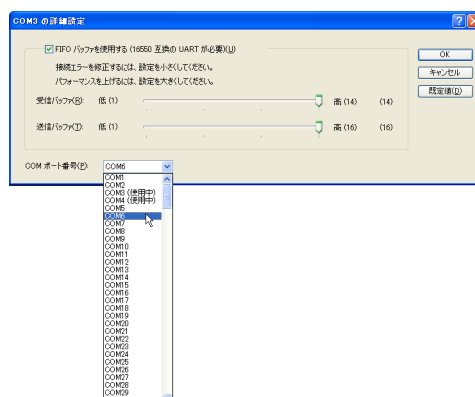 COM3 の詳細設定
FIFO バッファを使用する (16550 互換の UART が必要)(U)
接続エラーを修正するには、設定を小さくしてください。
パフォーマンスを上げるには、設定を大きくしてください。
受信バッファ(R): 低 (1) 高 (14) (14)
送信バッファ(T): 低 (1) 高 (16) (16)
OK
キャンセル
既定値(D)
COM ポート番号(P): COM6
COM1
COM2
COM3 (使用中)
COM4 (使用中)
COM5
COM6
COM7
COM8
COM9
COM10
COM11
COM12
COM13
COM14
COM15
COM16
COM17
COM18
COM19
COM20
COM21
COM22
COM23
COM24
COM25
COM26
COM27
COM28
COM29